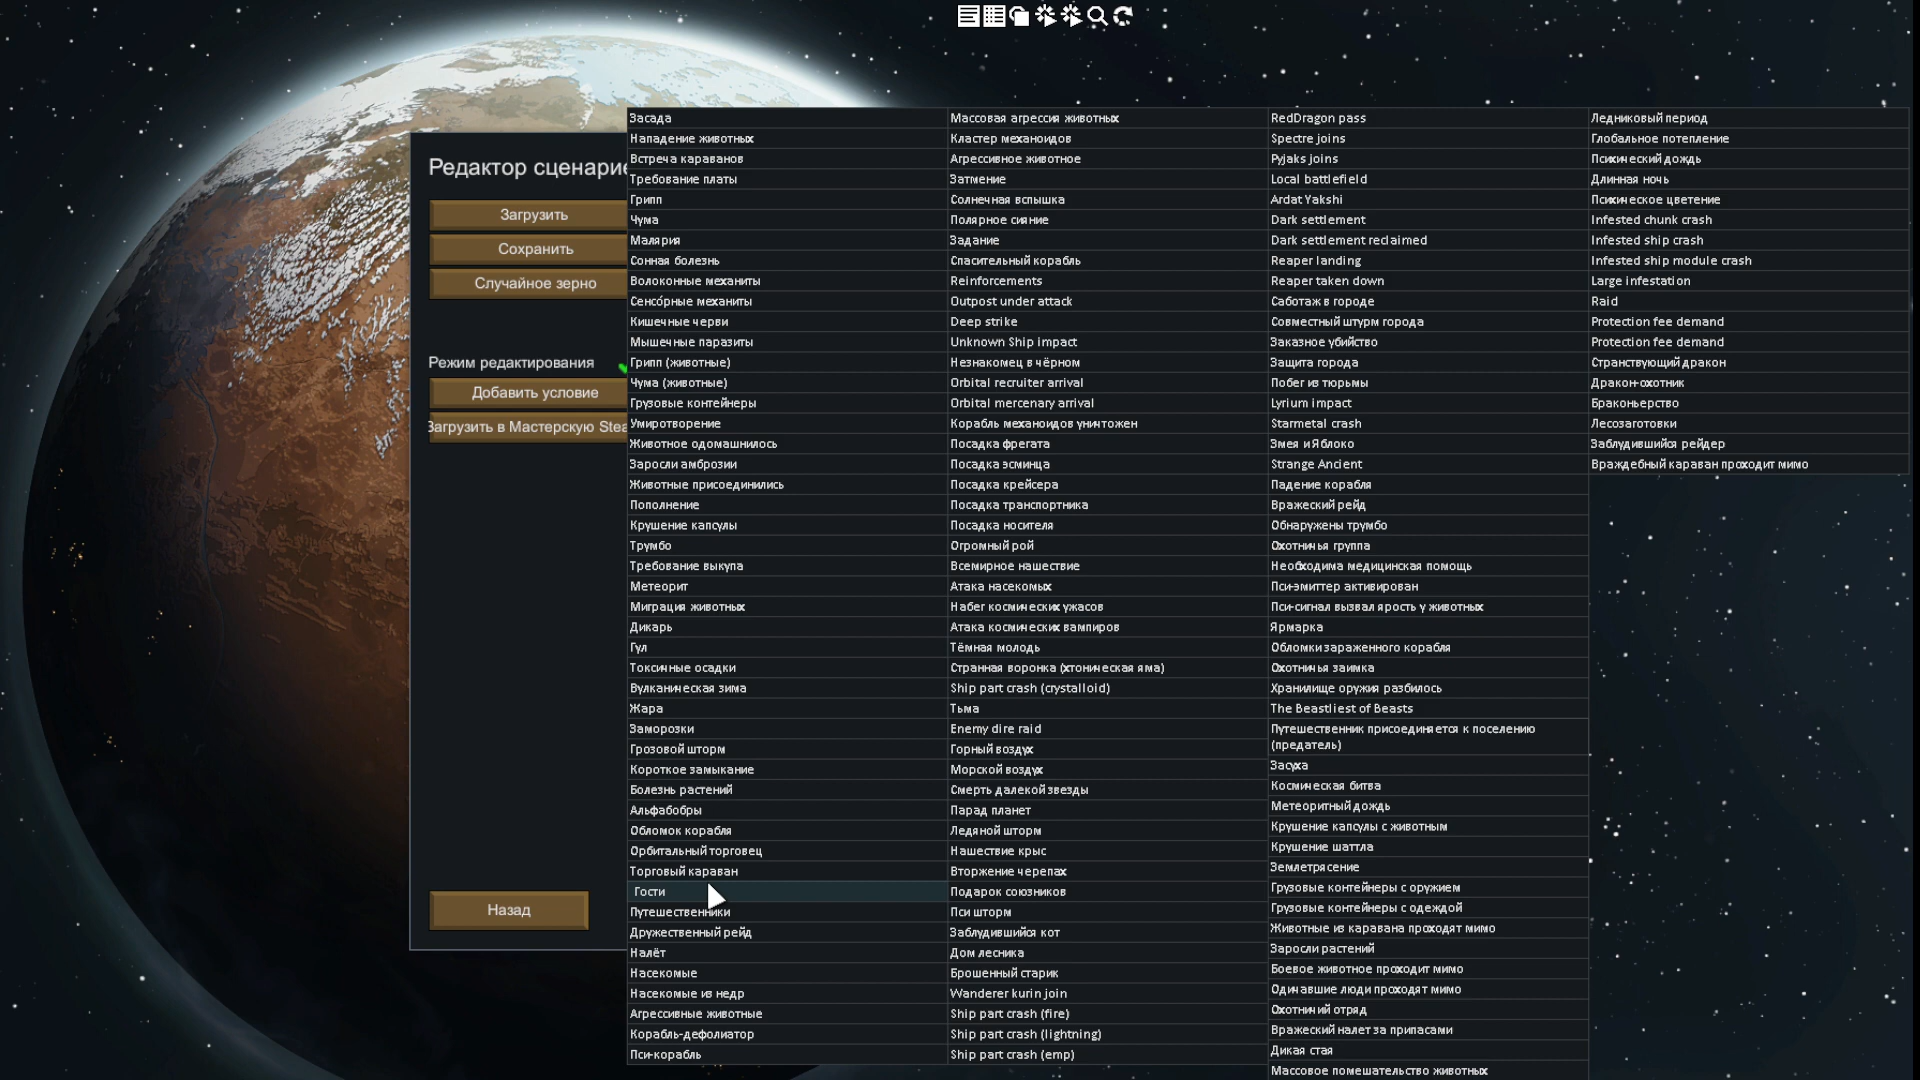 Редактор сценарие
Загрузить
Сохранить
Случайное зерно
Режим редактирования
Добавить условие
Загрузить в Мастерскую Stea
Назад
Засада
Нападение животных
Встреча караванов
Требование платы
Грипп
Чума
Малярия
Сонная болезнь
Волоконные механиты
Сенсорные механиты
Кишечные черви
Мышечные паразиты
Грипп (животные)
Чума (животные)
Грузовые контейнеры
Умиротворение
Животное одомашнилось
Заросли амброзии
Животные присоединились
Пополнение
Крушение капсулы
Трумбо
Требование выкупа
Метеорит
Миграция животных
Дикарь
Гул
Токсичные осадки
Вулканическая зима
Жара
Заморозки
Грозовой шторм
Короткое замыкание
Болезнь растений
Альфабобры
Обломок корабля
Орбитальный торговец
Торговый караван
Гости
Путешественники
Дружественный рейд
Налёт
Насекомые
Насекомые из недр
Агрессивные животные
Корабль-дефолиатор
Пси-корабль
Массовая агрессия животных
Кластер механоидов
Агрессивное животное
Затмение
Солнечная вспышка
Полярное сияние
Задание
Спасительный корабль
Reinforcements
Outpost under attack
Deep strike
Unknown Ship impact
Незнакомец в чёрном
Orbital recruiter arrival
Orbital mercenary arrival
Корабль механоидов уничтожен
Посадка фрегата
Посадка эсминца
Посадка крейсера
Посадка транспортника
Посадка носителя
Огромный рой
Всемирное нашествие
Атака насекомых
Набег космических ужасов
Атака космических вампиров
Тёмная молодь
Странная воронка (хтоническая яма)
Ship part crash (crystalloid)
Тьма
Enemy dire raid
Горный воздух
Морской воздух
Смерть далекой звезды
Парад планет
Ледяной шторм
Нашествие крыс
Вторжение черепах
Подарок союзников
Пси шторм
Заблудившийся кот
Дом лесника
Брошенный старик
Wanderer kurin join
Ship part crash (fire)
Ship part crash (lightning)
Ship part crash (emp)
RedDragon pass
Spectre joins
Pyjaks joins
Local battlefield
Ardat Yakshi
Dark settlement
Dark settlement reclaimed
Reaper landing
Reaper taken down
Саботаж в городе
Совместный штурм города
Заказное убийство
Защита города
Побег из тюрьмы
Lyrium impact
Starmetal crash
Змея и Яблоко
Strange Ancient
Падение корабля
Вражеский рейд
Обнаружены трумбо
Охотничья группа
Необходима медицинская помощь
Пси-эмиттер активирован
Пси-сигнал вызвал ярость у животных
Ярмарка
Обломки зараженного корабля
Охотничья заимка
Хранилище оружия разбилось
The Beastliest of Beasts
Путешественник присоединяется к поселению
(предатель)
Засуха
Космическая битва
Метеоритный дождь
Крушение капсулы с животным
Крушение шаттла
Землетрясение
Грузовые контейнеры с оружием
Грузовые контейнеры с одеждой
Животные из каравана проходят мимо
Заросли растений
Боевое животное проходит мимо
Одичавшие люди проходят мимо
Охотничий отряд
Вражеский налет за припасами
Дикая стая
Массовое помешательство животных
Ледниковый период
Глобальное потепление
Психический дождь
Длинная ночь
Психическое цветение
Infested chunk crash
Infested ship crash
Infested ship module crash
Large infestation
Raid
Protection fee demand
Protection fee demand
Странствующий дракон
Дракон-охотник
Браконьерство
Лесозаготовки
Заблудившийся рейдер
Враждебный караван проходит мимо